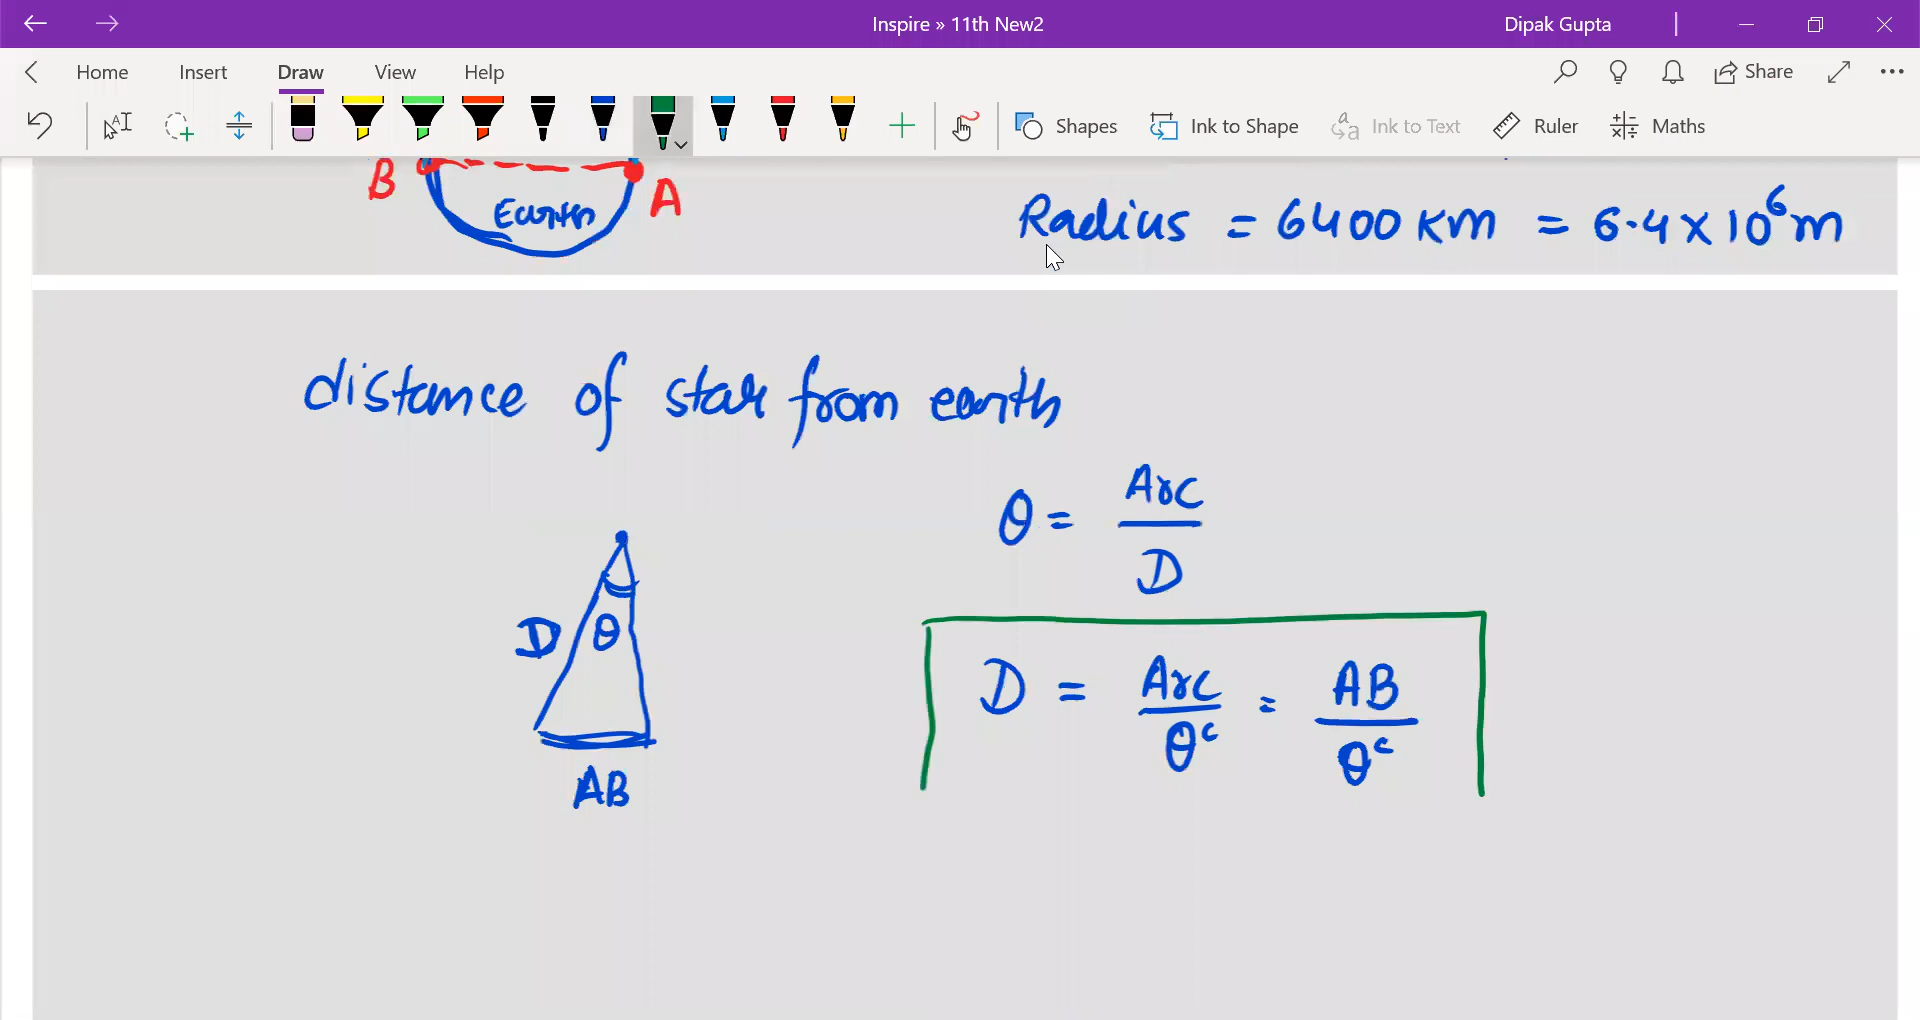 Inspire » 11th New2
Dipak Gupta
Home Insert Draw View Help
Share
Shapes Ink to Shape Ink to Text Ruler Maths
B
A
Earth
Radius = 6400 KM = 6.4 x 10⁶ m
distance of star from earth
θ = Arc / D
D
θ
AB
D = Arc / θᶜ = AB / θᶜ